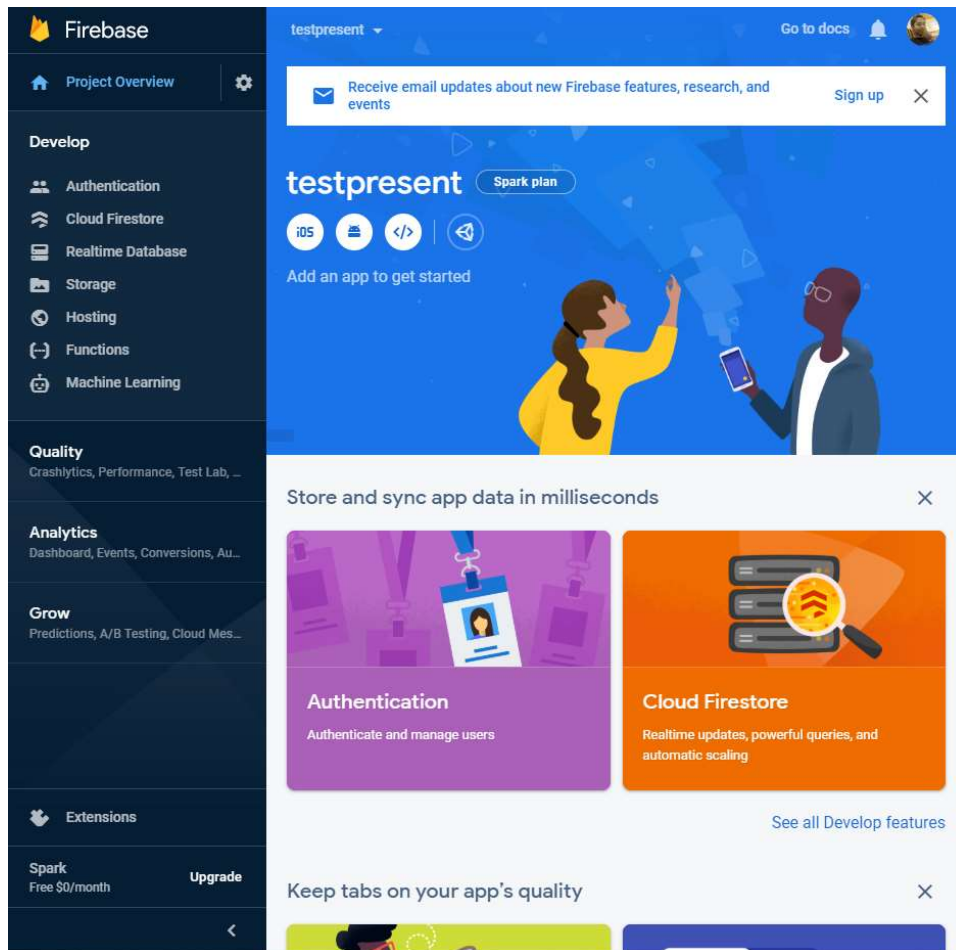 Firebase
Project Overview
Develop
Authentication
Cloud Firestore
Realtime Database
Storage
Hosting
Functions
Machine Learning
Quality
Crashlytics, Performance, Test Lab, ...
Analytics
Dashboard, Events, Conversions, Au...
Grow
Predictions, A/B Testing, Cloud Mes...
Extensions
Spark
Free $0/month
Upgrade
testpresent
Go to docs
Receive email updates about new Firebase features, research, and
events
Sign up
testpresent
Spark plan
iOS
Add an app to get started
Store and sync app data in milliseconds
Authentication
Authenticate and manage users
Cloud Firestore
Realtime updates, powerful queries, and
automatic scaling
See all Develop features
Keep tabs on your app's quality